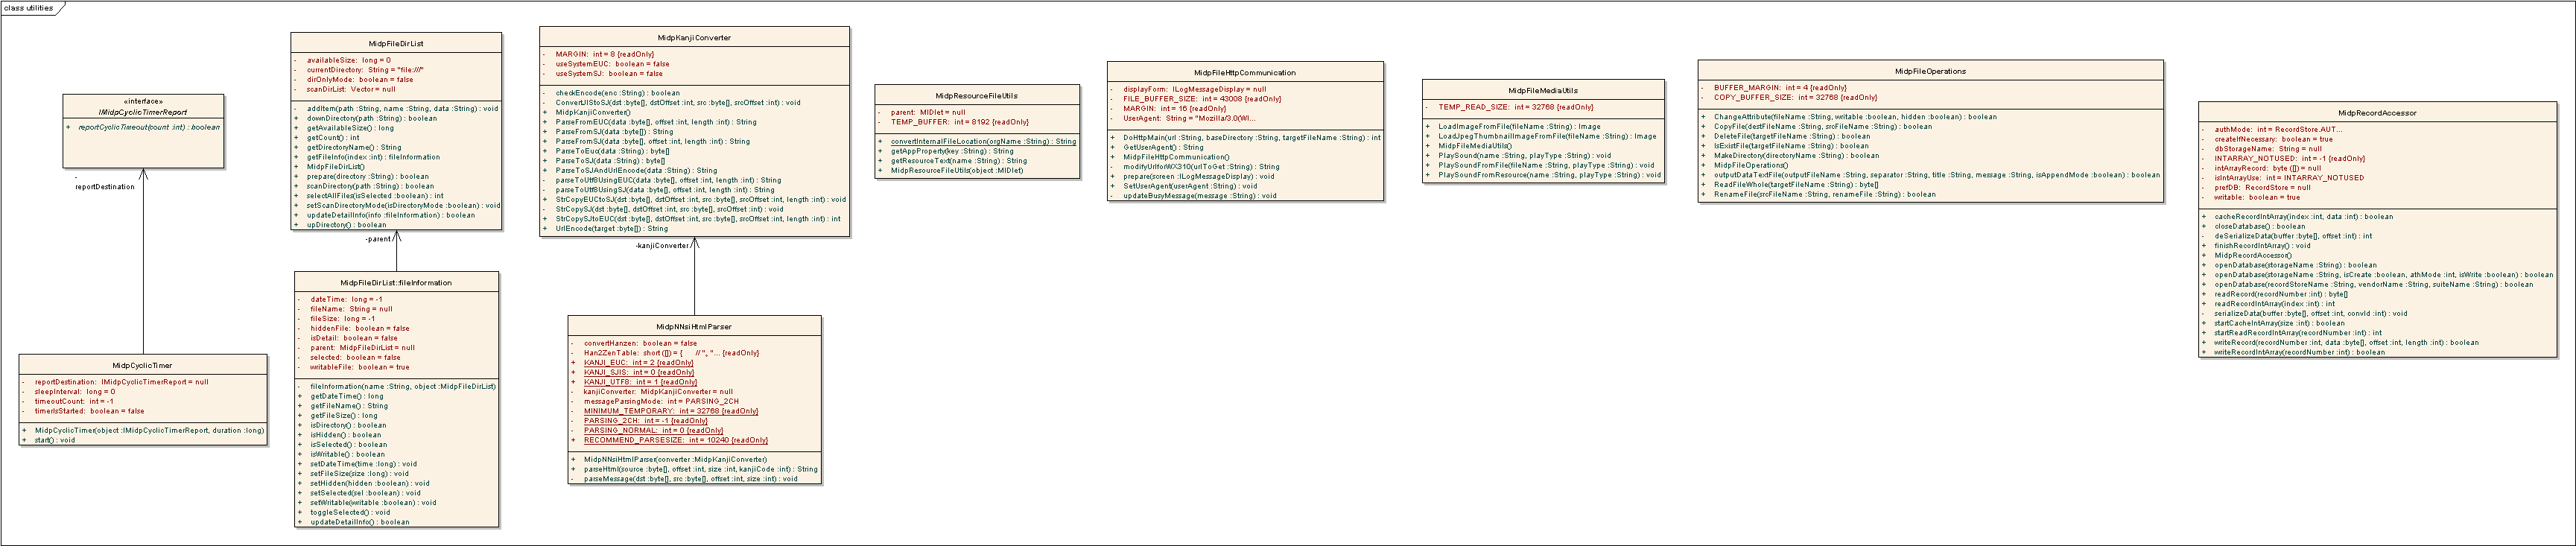 class utilities
«interface»
IMidpCyclicTimerReport
+ reportCyclicTimeout(count :int) : boolean
-
reportDestination
MidpCyclicTimer
- reportDestination: IMidpCyclicTimerReport = null
- sleepInterval: long = 0
- timeoutCount: int = -1
- timerIsStarted: boolean = false
+ MidpCyclicTimer(object :IMidpCyclicTimerReport, duration :long)
+ start() : void
MidpFileDirList
- availableSize: long = 0
- currentDirectory: String = "file:///"
- dirOnlyMode: boolean = false
- scanDirList: Vector = null
+ addItem(path :String, name :String, data :String) : void
+ downDirectory(path :String) : boolean
+ getAvailableSize() : long
+ getCount() : int
+ getDirectoryName() : String
+ getFileInfo(index :int) : fileInformation
+ MidpFileDirList()
+ prepare(directory :String) : boolean
+ scanDirectory(path :String) : boolean
+ selectAllFiles(isSelected :boolean) : int
+ setScanDirectoryMode(isDirectoryMode :boolean) : void
+ updateDetailInfo(info :fileInformation) : boolean
+ upDirectory() : boolean
-parent
MidpFileDirList::fileInformation
- dateTime: long = -1
- fileName: String = null
- fileSize: long = -1
- hiddenFile: boolean = false
- isDetail: boolean = false
- parent: MidpFileDirList = null
- selected: boolean = false
- writableFile: boolean = true
- fileInformation(name :String, object :MidpFileDirList)
+ getDateTime() : long
+ getFileName() : String
+ getFileSize() : long
+ isDirectory() : boolean
+ isHidden() : boolean
+ isSelected() : boolean
+ isWritable() : boolean
+ setDateTime(time :long) : void
+ setFileSize(size :long) : void
+ setHidden(hidden :boolean) : void
+ setSelected(sel :boolean) : void
+ setWritable(writable :boolean) : void
+ toggleSelected() : void
+ updateDetailInfo() : boolean
MidpKanjiConverter
- MARGIN: int = 8 {readOnly}
- useSystemEUC: boolean = false
- useSystemSJ: boolean = false
- checkEncode(enc :String) : boolean
- ConvertJIStoSJ(dst :byte[], dstOffset :int, src :byte[], srcOffset :int) : void
+ MidpKanjiConverter()
+ ParseFromEUC(data :byte[], offset :int, length :int) : String
+ ParseFromSJ(data :byte[]) : String
+ ParseFromSJ(data :byte[], offset :int, length :int) : String
+ ParseToEuc(data :String) : byte[]
+ ParseToSJ(data :String) : byte[]
+ ParseToSJAndUrlEncode(data :String) : String
- parseToUtf8UsingEUC(data :byte[], offset :int, length :int) : String
- parseToUtf8UsingSJ(data :byte[], offset :int, length :int) : String
+ StrCopyEUCtoSJ(dst :byte[], dstOffset :int, src :byte[], srcOffset :int, length :int) : void
- StrCopySJ(dst :byte[], dstOffset :int, src :byte[], srcOffset :int) : void
+ StrCopySJtoEUC(dst :byte[], dstOffset :int, src :byte[], srcOffset :int, length :int) : int
+ UrlEncode(target :byte[]) : String
-kanjiConverter
MidpNNsiHtmlParser
- convertHanzen: boolean = false
- Han2ZenTable: short ([]) = { // "。"... {readOnly}
+ KANJI_EUC: int = 2 {readOnly}
+ KANJI_SJIS: int = 0 {readOnly}
+ KANJI_UTF8: int = 1 {readOnly}
- kanjiConverter: MidpKanjiConverter = null
- messageParsingMode: int = PARSING_2CH
- MINIMUM_TEMPORARY: int = 32768 {readOnly}
- PARSING_2CH: int = -1 {readOnly}
- PARSING_NORMAL: int = 0 {readOnly}
+ RECOMMEND_PARSESIZE: int = 10240 {readOnly}
+ MidpNNsiHtmlParser(converter :MidpKanjiConverter)
+ parseHtml(source :byte[], offset :int, size :int, kanjiCode :int) : String
- parseMessage(dst :byte[], src :byte[], offset :int, size :int) : void
MidpResourceFileUtils
- parent: MIDlet = null
- TEMP_BUFFER: int = 8192 {readOnly}
+ convertInternalFileLocation(orgName :String) : String
+ getAppProperty(key :String) : String
+ getResourceText(name :String) : String
+ MidpResourceFileUtils(object :MIDlet)
MidpFileHttpCommunication
- displayForm: ILogMessageDisplay = null
- FILE_BUFFER_SIZE: int = 43008 {readOnly}
- MARGIN: int = 16 {readOnly}
- UserAgent: String = "Mozilla/3.0(WI...
+ DoHttpMain(url :String, baseDirectory :String, targetFileName :String) : int
+ GetUserAgent() : String
+ MidpFileHttpCommunication()
- modifyUrlforWX310(urlToGet :String) : String
+ prepare(screen :ILogMessageDisplay) : void
+ SetUserAgent(userAgent :String) : void
- updateBusyMessage(message :String) : void
MidpFileMediaUtils
- TEMP_READ_SIZE: int = 32768 {readOnly}
+ LoadImageFromFile(fileName :String) : Image
+ LoadJpegThumbnailImageFromFile(fileName :String) : Image
+ MidpFileMediaUtils()
+ PlaySound(name :String, playType :String) : void
+ PlaySoundFromFile(fileName :String, playType :String) : void
+ PlaySoundFromResource(name :String, playType :String) : void
MidpFileOperations
- BUFFER_MARGIN: int = 4 {readOnly}
- COPY_BUFFER_SIZE: int = 32768 {readOnly}
+ ChangeAttribute(fileName :String, writable :boolean, hidden :boolean) : boolean
+ CopyFile(destFileName :String, srcFileName :String) : boolean
+ DeleteFile(targetFileName :String) : boolean
+ IsExistFile(targetFileName :String) : boolean
+ MakeDirectory(directoryName :String) : boolean
+ MidpFileOperations()
+ outputDataTextFile(outputFileName :String, separator :String, title :String, message :String, isAppendMode :boolean) : boolean
+ ReadFileWhole(targetFileName :String) : byte[]
+ RenameFile(srcFileName :String, renameFile :String) : boolean
MidpRecordAccessor
- authMode: int = RecordStore.AUT...
- createIfNecessary: boolean = true
- dbStorageName: String = null
- INTARRAY_NOTUSED: int = -1 {readOnly}
- intArrayRecord: byte ([]) = null
- isIntArrayUse: int = INTARRAY_NOTUSED
- prefDB: RecordStore = null
- writable: boolean = true
+ cacheRecordIntArray(index :int, data :int) : boolean
+ closeDatabase() : boolean
- deSerializeData(buffer :byte[], offset :int) : int
+ finishRecordIntArray() : void
+ MidpRecordAccessor()
+ openDatabase(storageName :String) : boolean
+ openDatabase(storageName :String, isCreate :boolean, athMode :int, isWrite :boolean) : boolean
+ openDatabase(recordStoreName :String, vendorName :String, suiteName :String) : boolean
+ readRecord(recordNumber :int) : byte[]
+ readRecordIntArray(index :int) : int
- serializeData(buffer :byte[], offset :int, convId :int) : void
+ startCacheIntArray(size :int) : boolean
+ startReadRecordIntArray(recordNumber :int) : int
+ writeRecord(recordNumber :int, data :byte[], offset :int, length :int) : boolean
+ writeRecordIntArray(recordNumber :int) : boolean